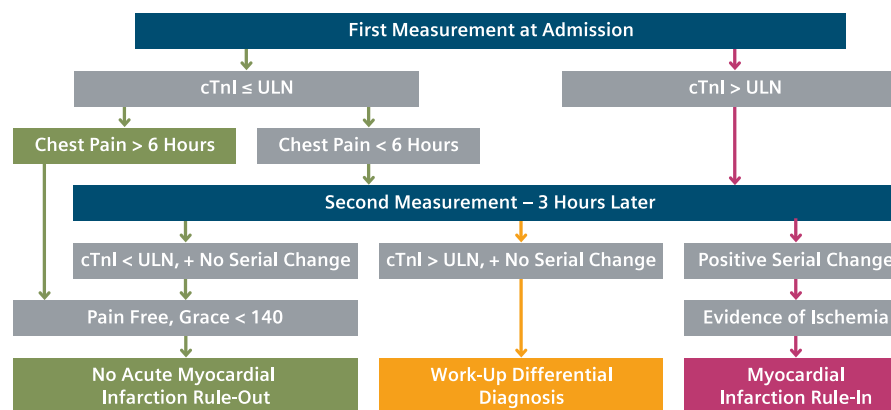 First Measurement at Admission
cTnI ≤ ULN
cTnI > ULN
Chest Pain > 6 Hours
Chest Pain < 6 Hours
Second Measurement – 3 Hours Later
cTnI < ULN, + No Serial Change
cTnI > ULN, + No Serial Change
Positive Serial Change
Pain Free, Grace < 140
Evidence of Ischemia
No Acute Myocardial
Infarction Rule-Out
Work-Up Differential
Diagnosis
Myocardial
Infarction Rule-In